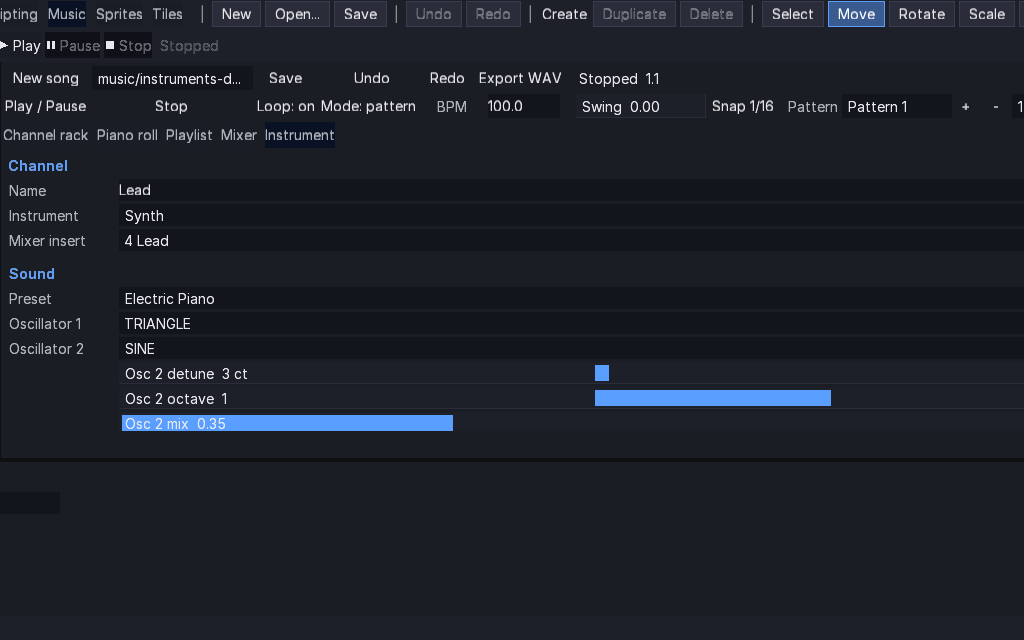 ipting Music Sprites Tiles | New Open... Save | Undo Redo | Create Duplicate Delete | Select Move Rotate Scale
Play Pause Stop Stopped
New song music/instruments-d... Save Undo Redo Export WAV Stopped 1.1
Play / Pause Stop Loop: on Mode: pattern BPM 100.0 Swing 0.00 Snap 1/16 Pattern Pattern 1 + - 1
Channel rack Piano roll Playlist Mixer Instrument
Channel
Name Lead
Instrument Synth
Mixer insert 4 Lead
Sound
Preset Electric Piano
Oscillator 1 TRIANGLE
Oscillator 2 SINE
Osc 2 detune 3 ct
Osc 2 octave 1
Osc 2 mix 0.35